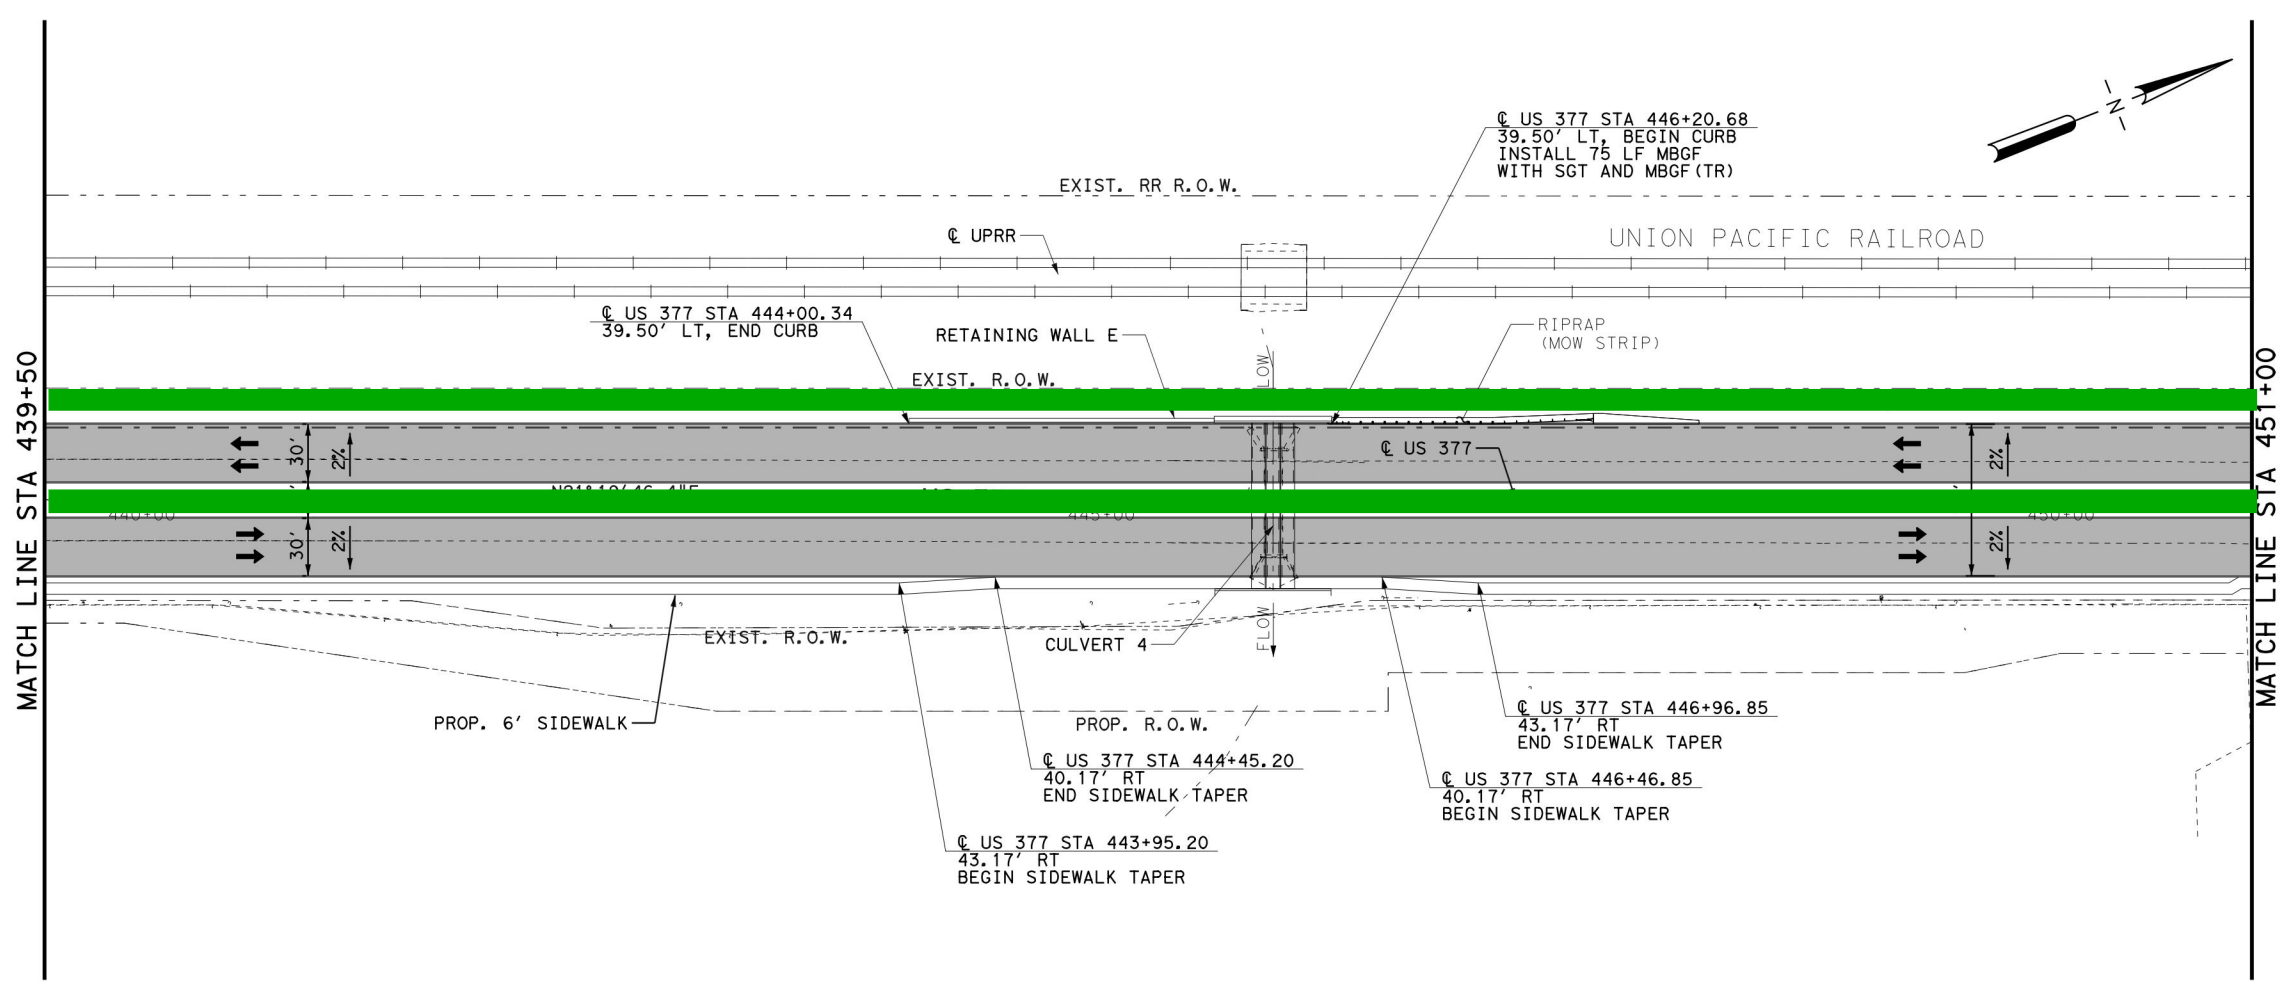 ℄ US 377 STA 446+20.68
39.50' LT, BEGIN CURB
INSTALL 75 LF MBGF
WITH SGT AND MBGF(TR)
N
EXIST. RR R.O.W.
℄ UPRR
UNION PACIFIC RAILROAD
℄ US 377 STA 444+00.34
39.50' LT, END CURB
RETAINING WALL E
RIPRAP
(MOW STRIP)
EXIST. R.O.W.
MATCH LINE STA 439+50
MATCH LINE STA 451+00
30'
2%
℄ US 377
2%
30'
2%
2%
EXIST. R.O.W.
CULVERT 4
FLOW
PROP. 6' SIDEWALK
PROP. R.O.W.
℄ US 377 STA 446+96.85
43.17' RT
END SIDEWALK TAPER
℄ US 377 STA 444+45.20
40.17' RT
END SIDEWALK TAPER
℄ US 377 STA 446+46.85
40.17' RT
BEGIN SIDEWALK TAPER
℄ US 377 STA 443+95.20
43.17' RT
BEGIN SIDEWALK TAPER